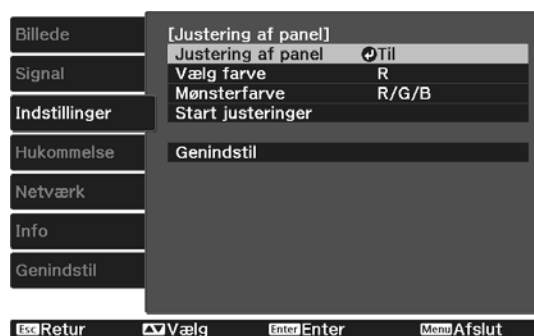 Billede
Signal
Indstillinger
Hukommelse
Netværk
Info
Genindstil
[Justering af panel]
Justering af panel Til
Vælg farve R
Mønsterfarve R/G/B
Start justeringer
Genindstil
Esc Retur Vælg Enter Enter Menu Afslut